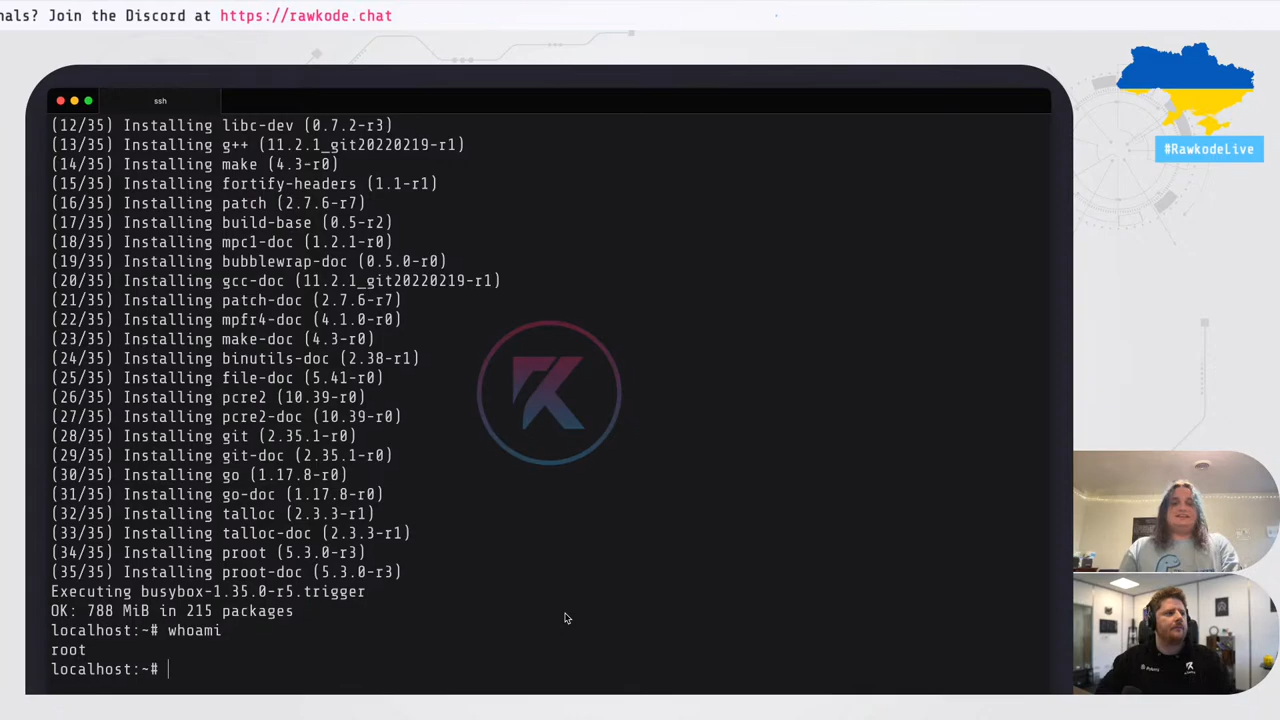 nals? Join the Discord at https://rawkode.chat
#RawkodeLive
ssh
(12/35) Installing libc-dev (0.7.2-r3)
(13/35) Installing g++ (11.2.1_git20220219-r1)
(14/35) Installing make (4.3-r0)
(15/35) Installing fortify-headers (1.1-r1)
(16/35) Installing patch (2.7.6-r7)
(17/35) Installing build-base (0.5-r2)
(18/35) Installing mpc1-doc (1.2.1-r0)
(19/35) Installing bubblewrap-doc (0.5.0-r0)
(20/35) Installing gcc-doc (11.2.1_git20220219-r1)
(21/35) Installing patch-doc (2.7.6-r7)
(22/35) Installing mpfr4-doc (4.1.0-r0)
(23/35) Installing make-doc (4.3-r0)
(24/35) Installing binutils-doc (2.38-r1)
(25/35) Installing file-doc (5.41-r0)
(26/35) Installing pcre2 (10.39-r0)
(27/35) Installing pcre2-doc (10.39-r0)
(28/35) Installing git (2.35.1-r0)
(29/35) Installing git-doc (2.35.1-r0)
(30/35) Installing go (1.17.8-r0)
(31/35) Installing go-doc (1.17.8-r0)
(32/35) Installing talloc (2.3.3-r1)
(33/35) Installing talloc-doc (2.3.3-r1)
(34/35) Installing proot (5.3.0-r3)
(35/35) Installing proot-doc (5.3.0-r3)
Executing busybox-1.35.0-r5.trigger
OK: 788 MiB in 215 packages
localhost:~# whoami
root
localhost:~#